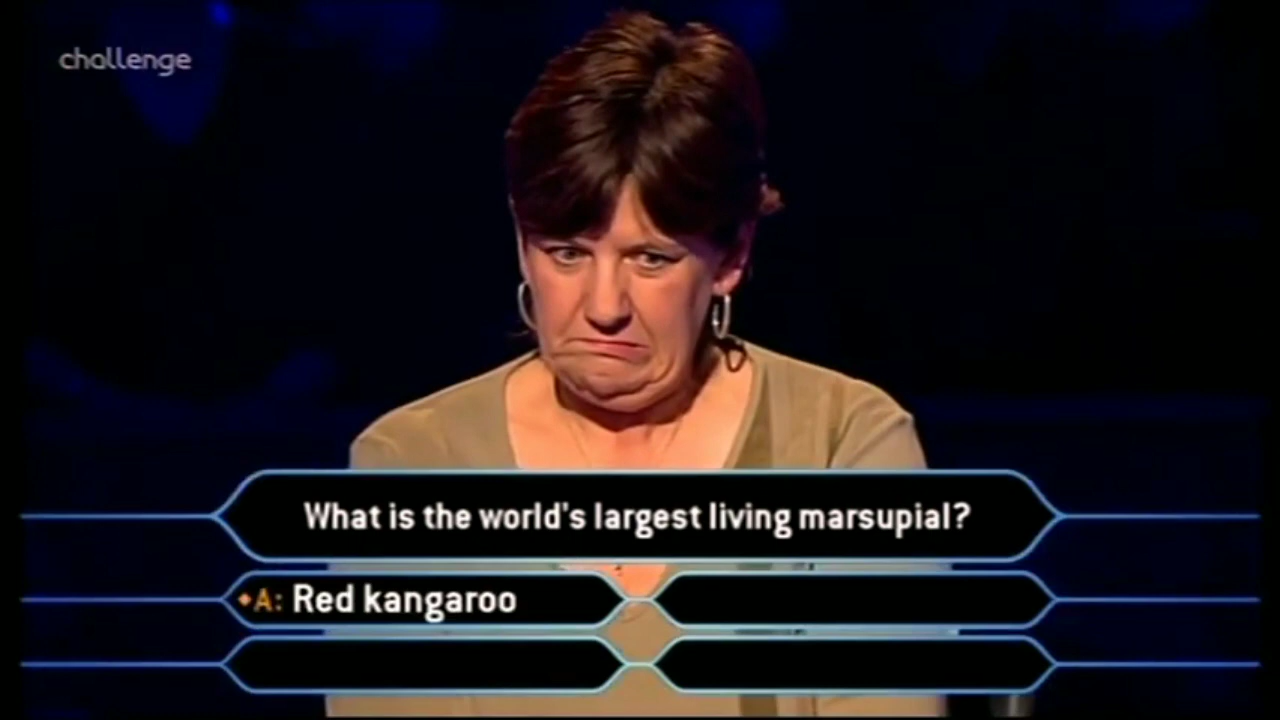 challenge
What is the world's largest living marsupial?
A: Red kangaroo